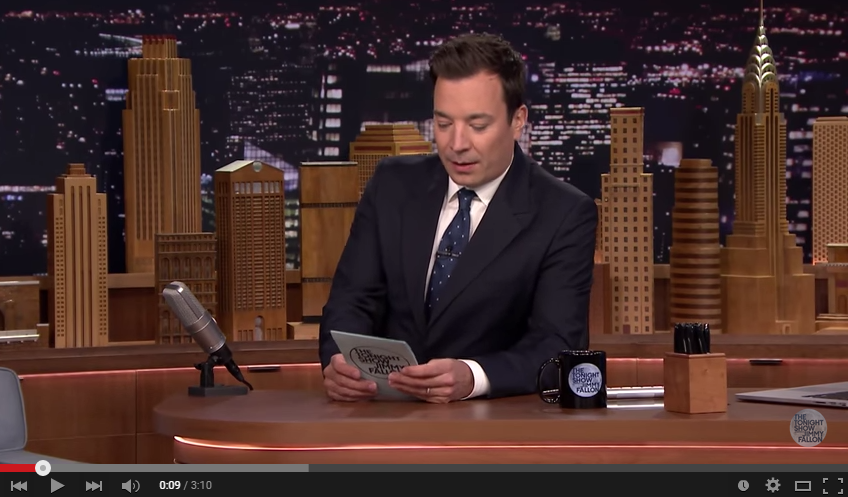 THE
TONIGHT
SHOW
JIMMY
FALLON
THE
TONIGHT
SHOW
JIMMY
FALLON
THE
TONIGHT
SHOW
JIMMY
FALLON
0:09 / 3:10